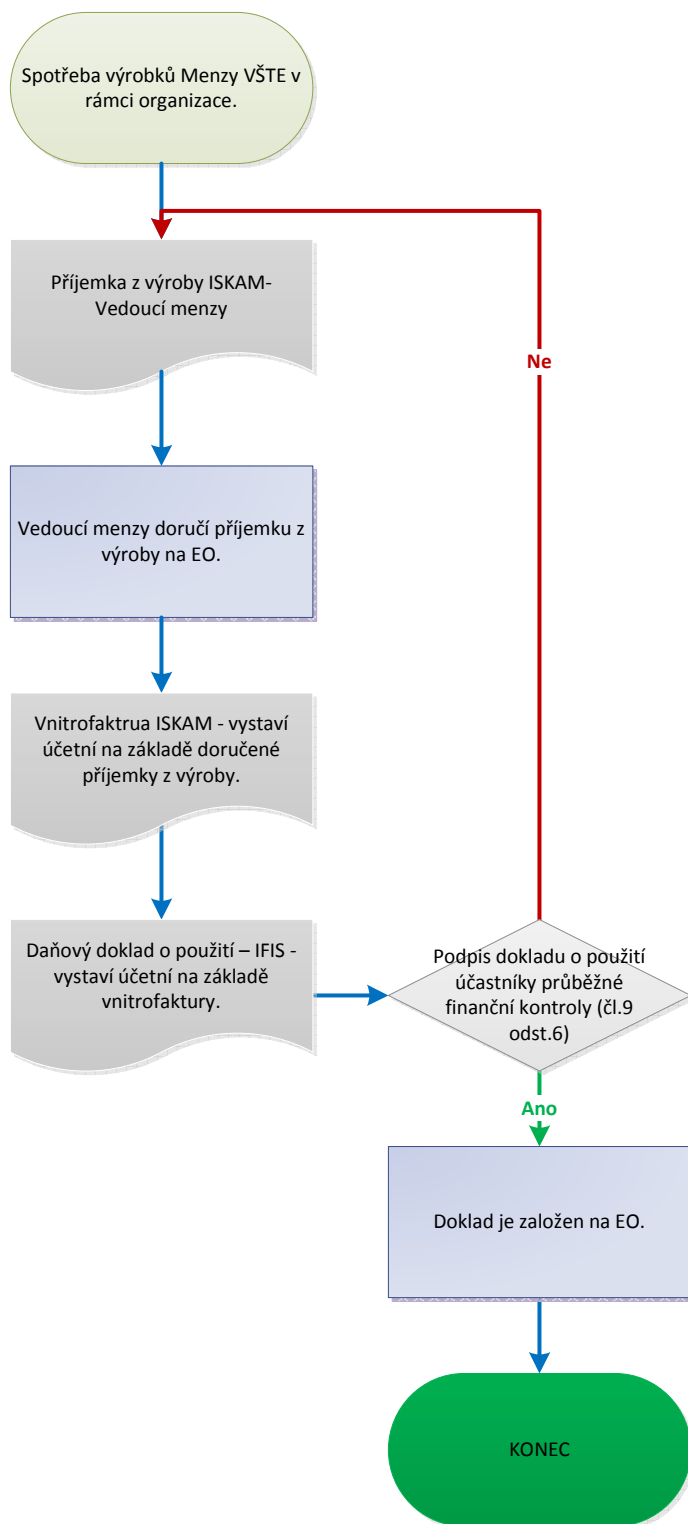 Spotřeba výrobků Menzy VŠTE v
rámci organizace.
Příjemka z výroby ISKAM-
Vedoucí menzy
Ne
Vedoucí menzy doručí příjemku z
výroby na EO.
Vnitrofaktrua ISKAM - vystaví
účetní na základě doručené
příjemky z výroby.
Daňový doklad o použití – IFIS -
vystaví účetní na základě
vnitrofaktury.
Podpis dokladu o použití
účastníky průběžné
finanční kontroly (čl.9
odst.6)
Ano
Doklad je založen na EO.
KONEC